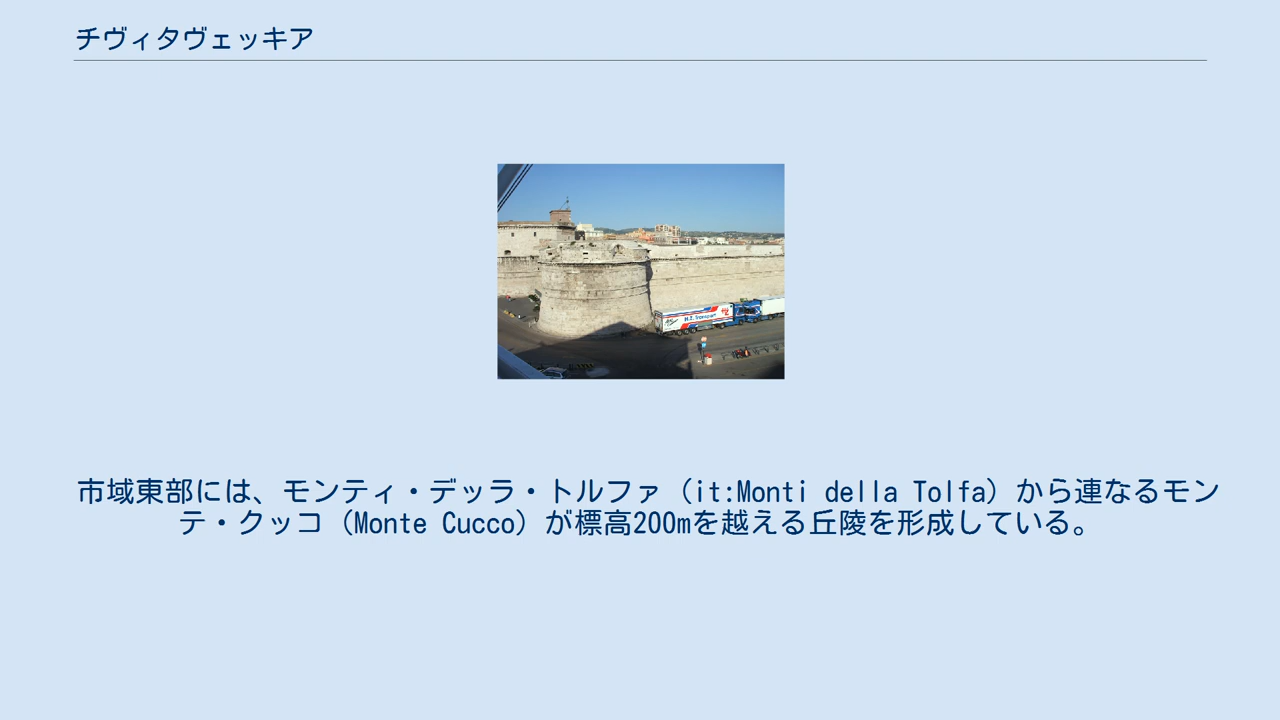 チヴィタヴェッキア
市域東部には、モンティ・デッラ・トルファ（it:Monti della Tolfa）から連なるモン
テ・クッコ（Monte Cucco）が標高200mを越える丘陵を形成している。